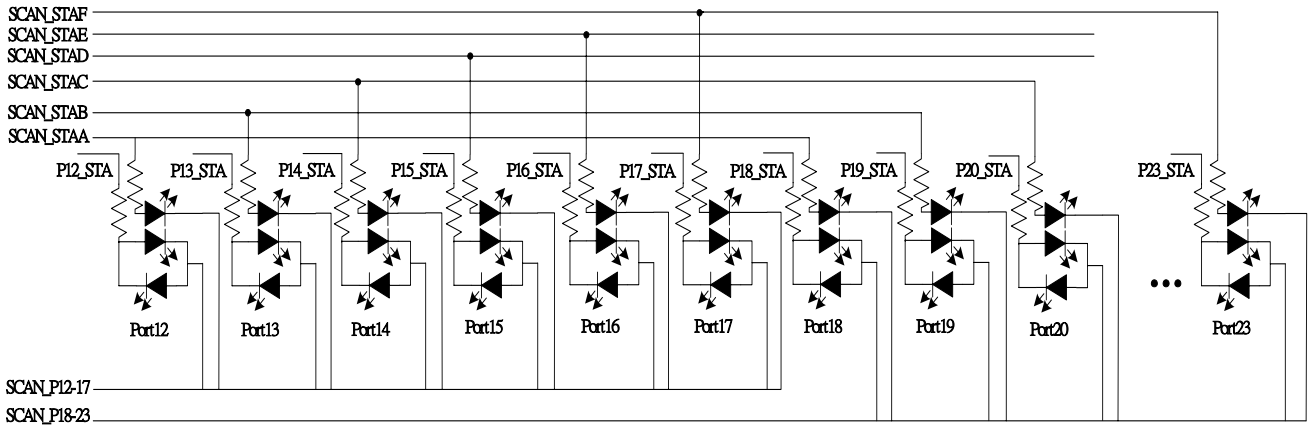 SCAN_STAF
SCAN_STAE
SCAN_STAD
SCAN_STAC
SCAN_STAB
SCAN_STAA
P12_STA
P13_STA
P14_STA
P15_STA
P16_STA
P17_STA
P18_STA
P19_STA
P20_STA
P23_STA
•••
Port12
Port13
Port14
Port15
Port16
Port17
Port18
Port19
Port20
Port23
SCAN_P12-17
SCAN_P18-23